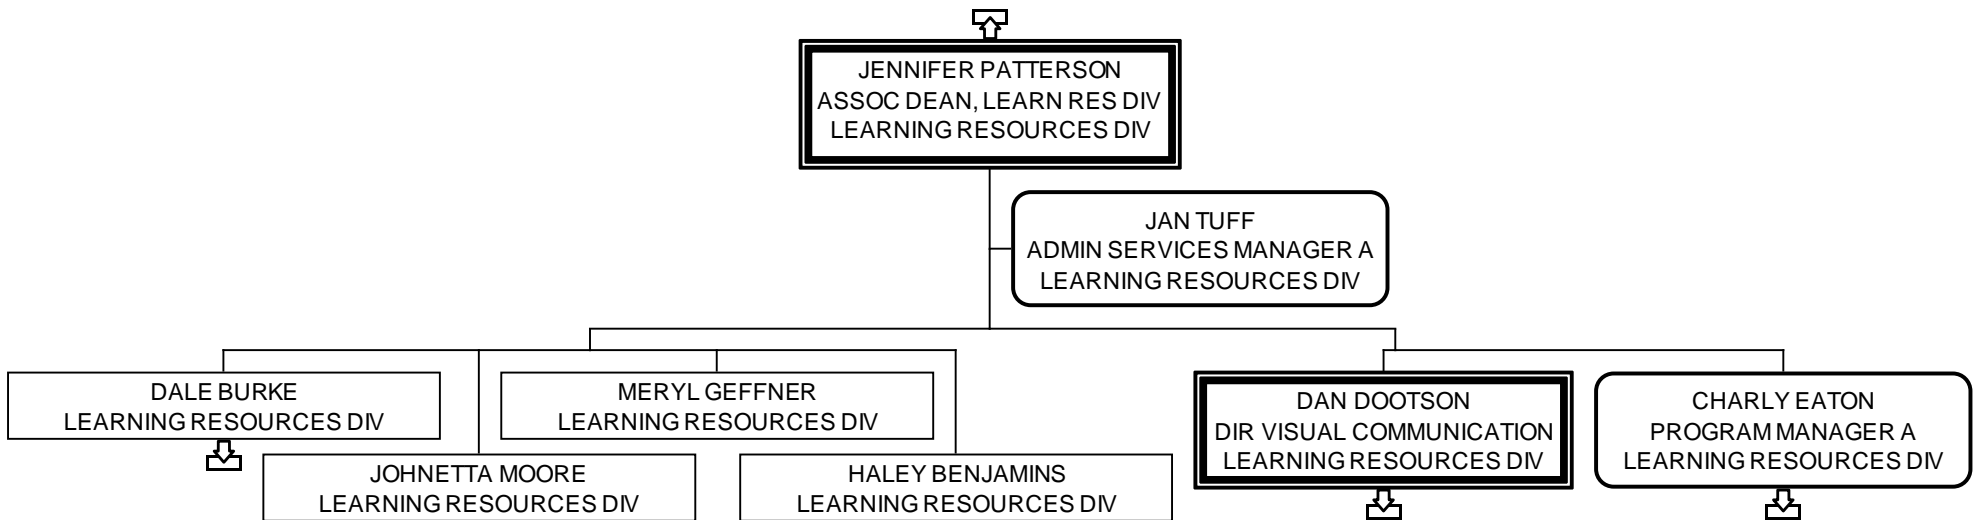 JENNIFER PATTERSON
ASSOC DEAN, LEARN RES DIV
LEARNING RESOURCES DIV
JAN TUFF
ADMIN SERVICES MANAGER A
LEARNING RESOURCES DIV
DALE BURKE
LEARNING RESOURCES DIV
JOHNETTA MOORE
LEARNING RESOURCES DIV
MERYL GEFFNER
LEARNING RESOURCES DIV
HALEY BENJAMINS
LEARNING RESOURCES DIV
DAN DOOTSON
DIR VISUAL COMMUNICATION
LEARNING RESOURCES DIV
CHARLY EATON
PROGRAM MANAGER A
LEARNING RESOURCES DIV